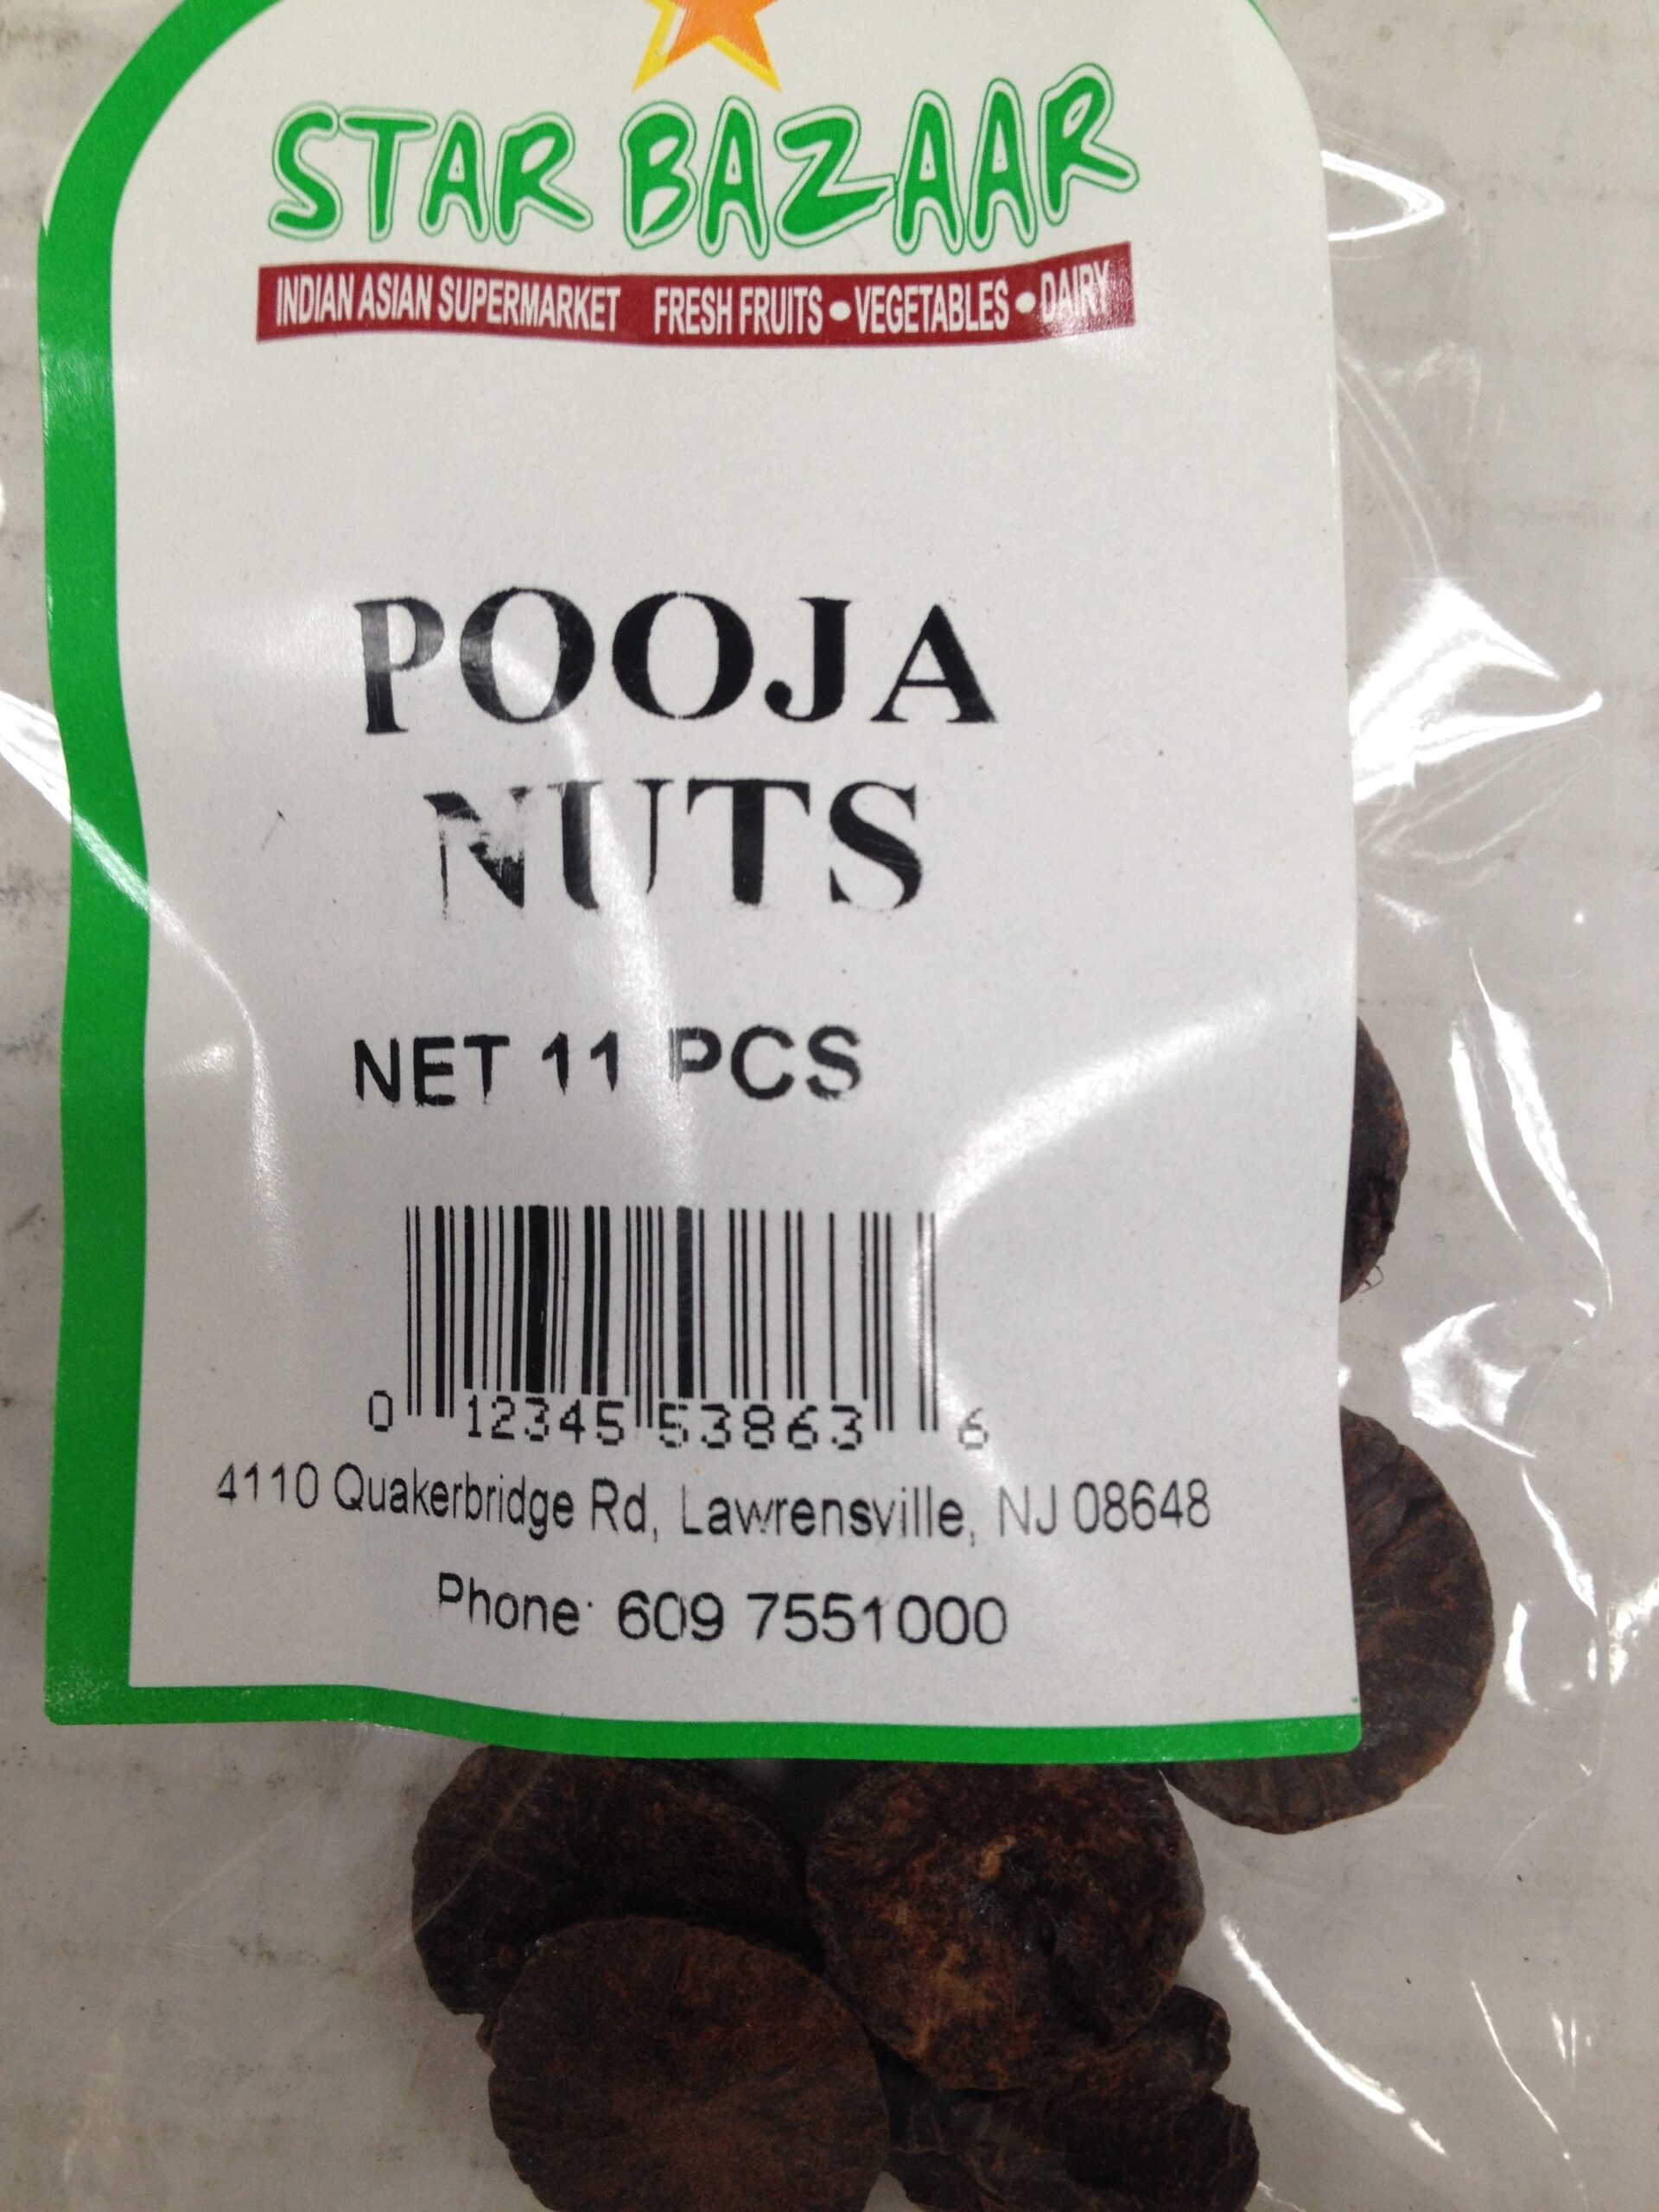 STAR BAZAAR
INDIAN ASIAN SUPERMARKET FRESH FRUITS • VEGETABLES • DAIRY
POOJA
NUTS
NET 11 PCS
0 12345 53863 6
4110 Quakerbridge Rd, Lawrensville, NJ 08648
Phone: 609 7551000